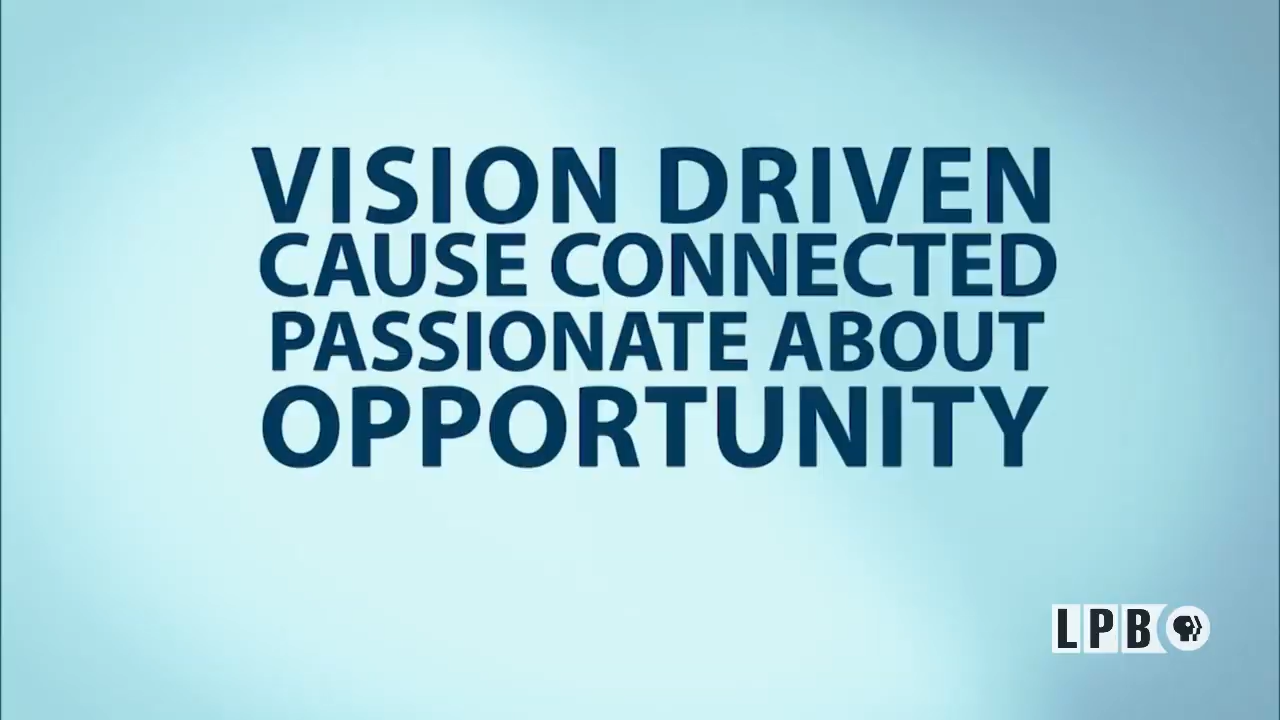 VISION DRIVEN
CAUSE CONNECTED
PASSIONATE ABOUT
OPPORTUNITY
LPB